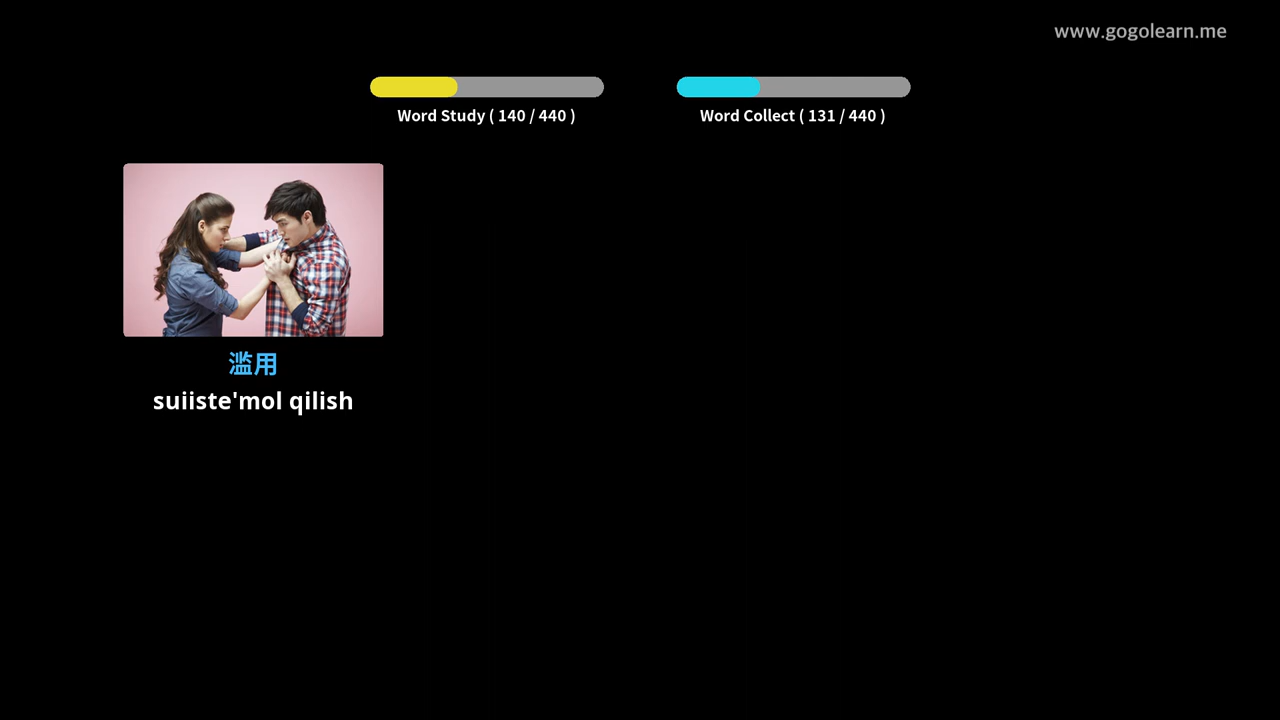 www.gogolearn.me
Word Study ( 140 / 440 )
Word Collect ( 131 / 440 )
滥用
suiiste'mol qilish